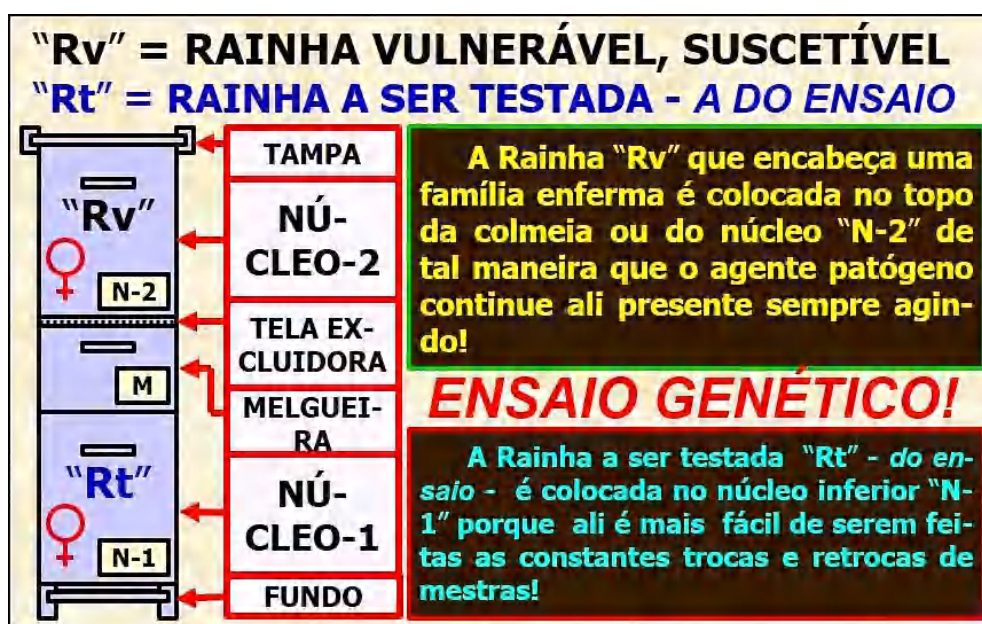 “Rv” = RAINHA VULNERÁVEL, SUSCETÍVEL
“Rt” = RAINHA A SER TESTADA - A DO ENSAIO
“Rv”
N-2
M
“Rt”
N-1
TAMPA
NÚ-
CLEO-2
TELA EX-
CLUIDORA
MELGUEI-
RA
NÚ-
CLEO-1
FUNDO
A Rainha “Rv” que encabeça uma
família enferma é colocada no topo
da colmeia ou do núcleo “N-2” de
tal maneira que o agente patógeno
continue ali presente sempre agin-
do!
ENSAIO GENÉTICO!
A Rainha a ser testada “Rt” - do en-
saio - é colocada no núcleo inferior “N-
1” porque ali é mais fácil de serem fei-
tas as constantes trocas e retrocas de
mestras!